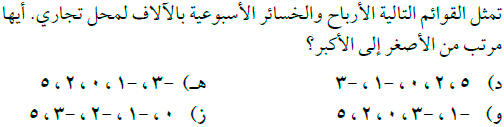 تمثل القوائم التالية الأرباح والخسائر الأسبوعية بالآلاف لمحل تجاري. أيها
مرتب من الأصغر إلى الأكبر؟
د) ٥، ٢، ٠، -١، -٣ هـ) -٣، -١، ٠، ٢، ٥
و) -١، -٣، ٠، ٢، ٥ ز) ٠، -١، -٢، -٣، ٥